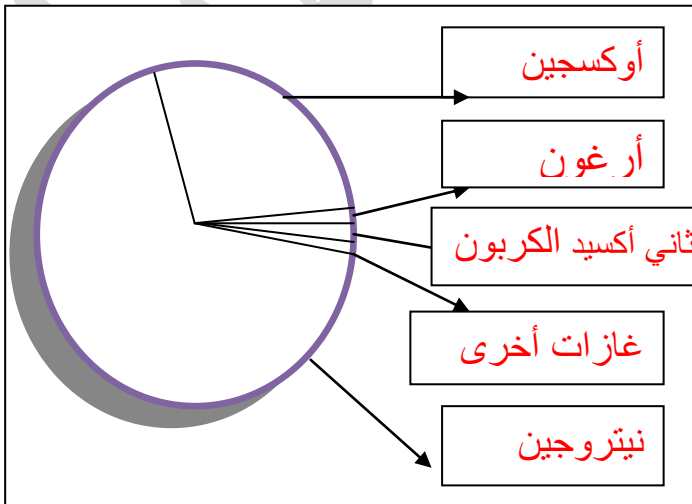 أوكسجين
أرغون
ثاني أكسيد الكربون
غازات أخرى
نيتروجين